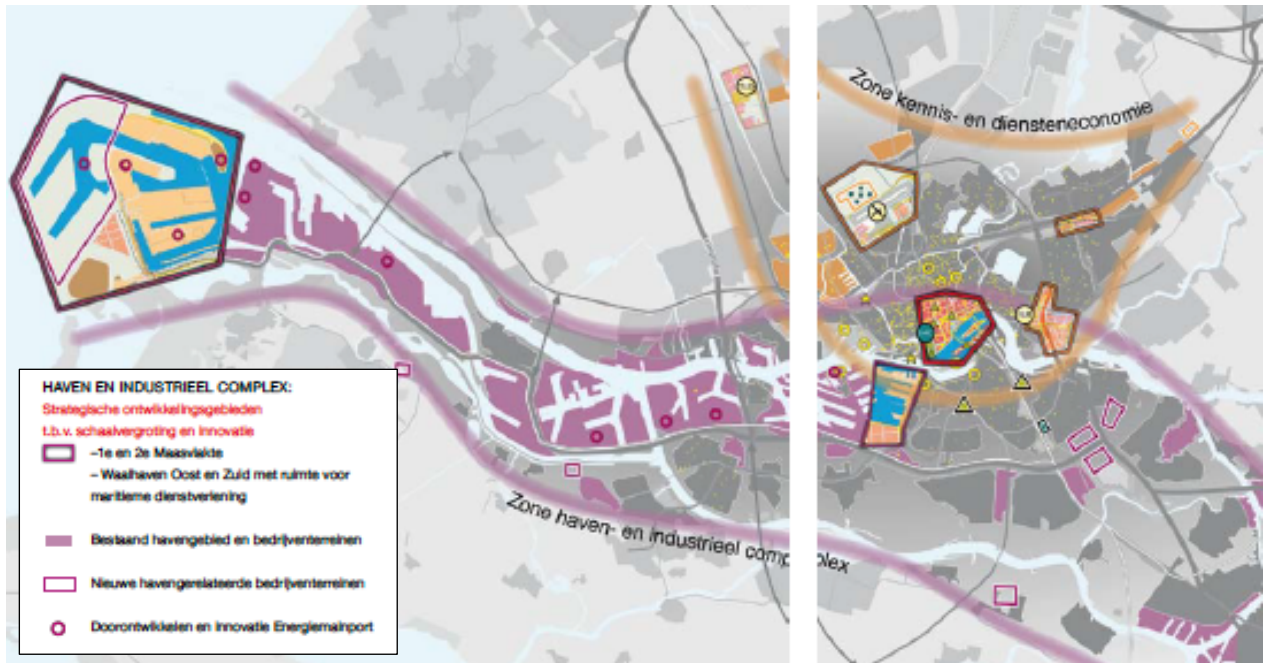 Zone kennis- en diensteneconomie
HAVEN EN INDUSTRIEEL COMPLEX:
Strategische ontwikkelingsgebieden
t.b.v. schaalvergroting en innovatie
–1e en 2e Maasvlakte
– Waalhaven Oost en Zuid met ruimte voor
maritieme dienstverlening
Bestaand havengebied en bedrijventerreinen
Nieuwe havengerelateerde bedrijventerreinen
Doorontwikkelen en innovatie Energiemainport
Zone haven- en industrieel comp
plex